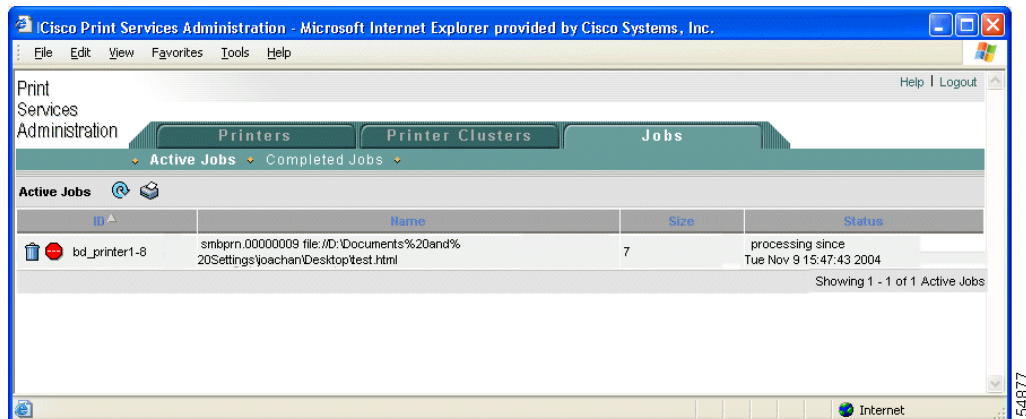 Cisco Print Services Administration - Microsoft Internet Explorer provided by Cisco Systems, Inc.
File Edit View Favorites Tools Help
Help | Logout
Print
Services
Administration
Printers Printer Clusters Jobs
Active Jobs Completed Jobs
Active Jobs
ID Name Size Status
bd_printer1-8 smbprn.00000009 file://D:\Documents%20and% 7 processing since
20Settings\joachan\Desktop\test.html Tue Nov 9 15:47:43 2004
Showing 1 - 1 of 1 Active Jobs
Internet